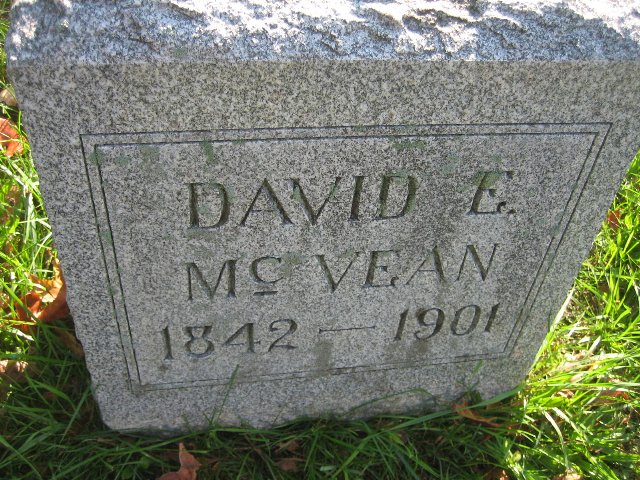 DAVID E.
McVEAN
1842 — 1901